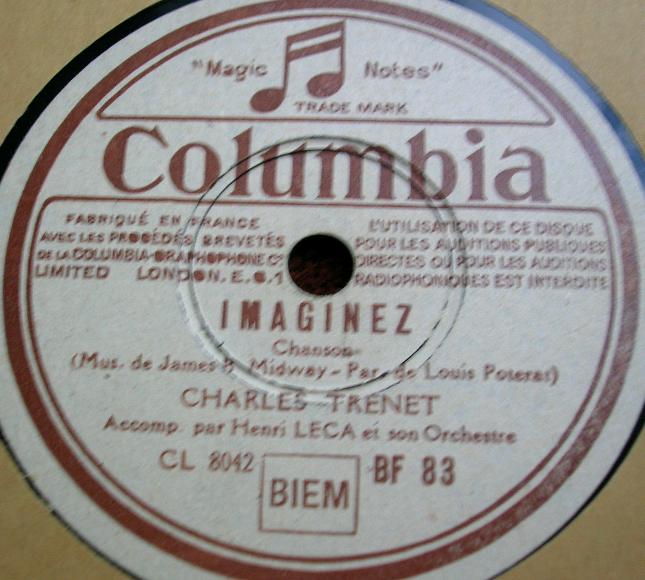 "Magic Notes"
TRADE MARK
Columbia
FABRIQUÉ EN FRANCE
AVEC LES PROCÉDÉS BREVETÉS
DE LA COLUMBIA-GRAPHOPHONE Cº
LIMITED LONDON. E.C.1
L'UTILISATION DE CE DISQUE
POUR LES AUDITIONS PUBLIQUES
DIRECTES OU POUR LES AUDITIONS
RADIOPHONIQUES EST INTERDITE
IMAGINEZ
Chanson
(Mus. de James Midway - Par. de Louis Poterat)
CHARLES TRENET
Accomp. par Henri LECA et son Orchestre
CL 8042
BIEM
BF 83